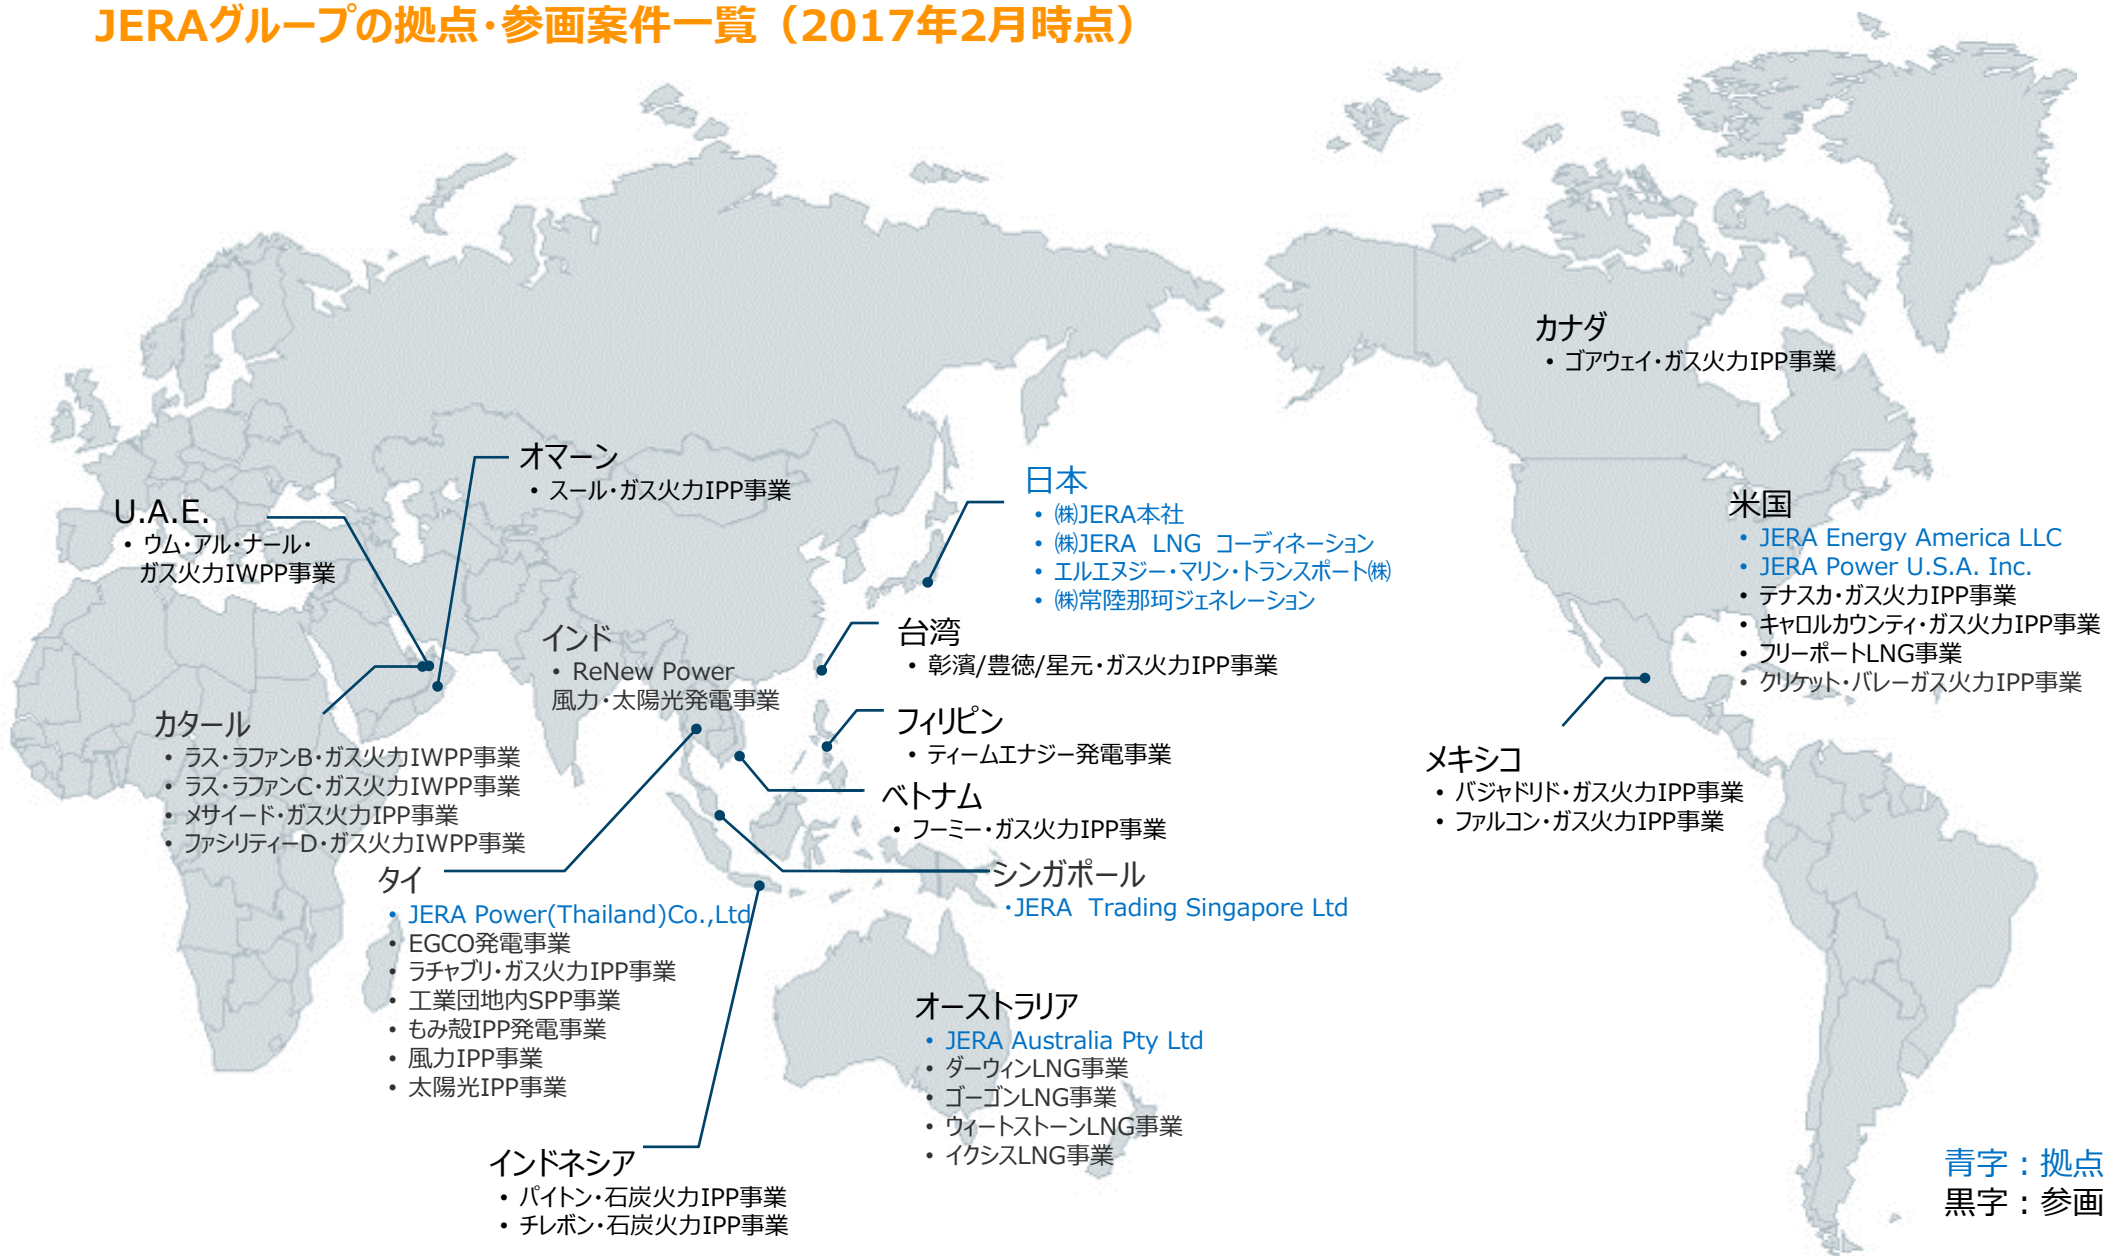 JERAグループの拠点・参画案件一覧（2017年2月時点）
カナダ
• ゴアウェイ・ガス火力IPP事業
オマーン
• スール・ガス火力IPP事業
U.A.E.
• ウム・アル・ナール・
ガス火力IWPP事業
日本
• ㈱JERA本社
• ㈱JERA LNG コーディネーション
• エルエヌジー・マリン・トランスポート㈱
• ㈱常陸那珂ジェネレーション
米国
• JERA Energy America LLC
• JERA Power U.S.A. Inc.
• テナスカ・ガス火力IPP事業
• キャロルカウンティ・ガス火力IPP事業
• フリーポートLNG事業
• クリケット・バレーガス火力IPP事業
インド
• ReNew Power
風力・太陽光発電事業
台湾
• 彰濱/豊徳/星元・ガス火力IPP事業
カタール
• ラス・ラファンB・ガス火力IWPP事業
• ラス・ラファンC・ガス火力IWPP事業
• メサイード・ガス火力IPP事業
• ファシリティーD・ガス火力IWPP事業
フィリピン
• ティームエナジー発電事業
メキシコ
• バジャドリド・ガス火力IPP事業
• ファルコン・ガス火力IPP事業
ベトナム
• フーミー・ガス火力IPP事業
シンガポール
・JERA Trading Singapore Ltd
タイ
• JERA Power(Thailand)Co.,Ltd
• EGCO発電事業
• ラチャブリ・ガス火力IPP事業
• 工業団地内SPP事業
• もみ殻IPP発電事業
• 風力IPP事業
• 太陽光IPP事業
オーストラリア
• JERA Australia Pty Ltd
• ダーウィンLNG事業
• ゴーゴンLNG事業
• ウィートストーンLNG事業
• イクシスLNG事業
インドネシア
• パイトン・石炭火力IPP事業
• チレボン・石炭火力IPP事業
青字：拠点
黒字：参画